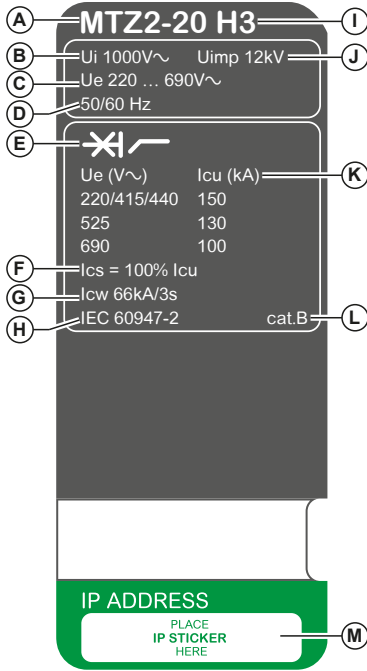 A MTZ2-20 H3 I
B Ui 1000V∿ Uimp 12kV J
C Ue 220 ... 690V∿
D 50/60 Hz
E
Ue (V∿) Icu (kA) K
220/415/440 150
525 130
690 100
F Ics = 100% Icu
G Icw 66kA/3s
H IEC 60947-2 cat.B L
IP ADDRESS
PLACE
IP STICKER M
HERE